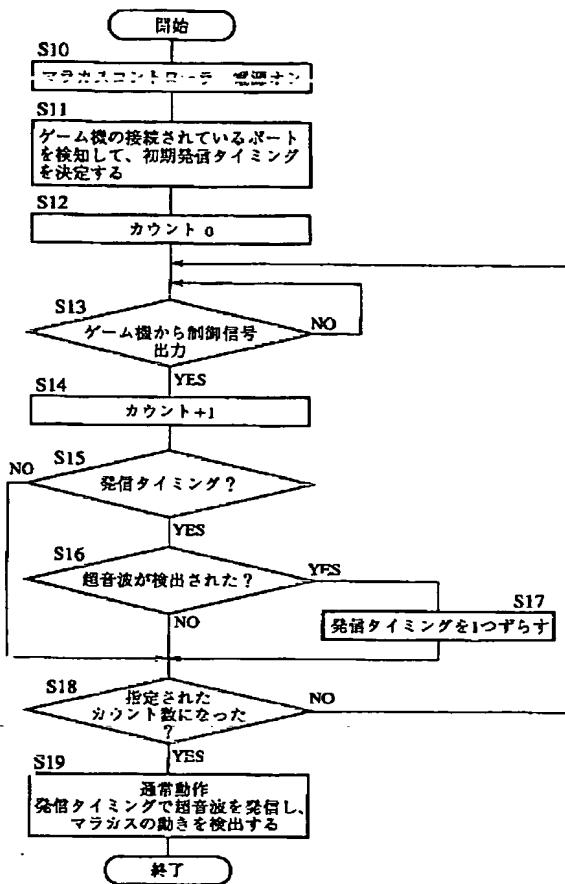 開始
S10
マラカスコントローラ 電源オン
S11
ゲーム機の接続されているポート
を検知して、初期発信タイミング
を決定する
S12
カウント 0
S13
ゲーム機から制御信号
出力
NO
YES
S14
カウント+1
S15
NO
発信タイミング？
YES
S16
超音波が検出された？
YES
NO
S17
発信タイミングを1つずらす
S18
指定された
カウント数になった
？
NO
YES
S19
通常動作
発信タイミングで超音波を発信し、
マラカスの動きを検出する
終了